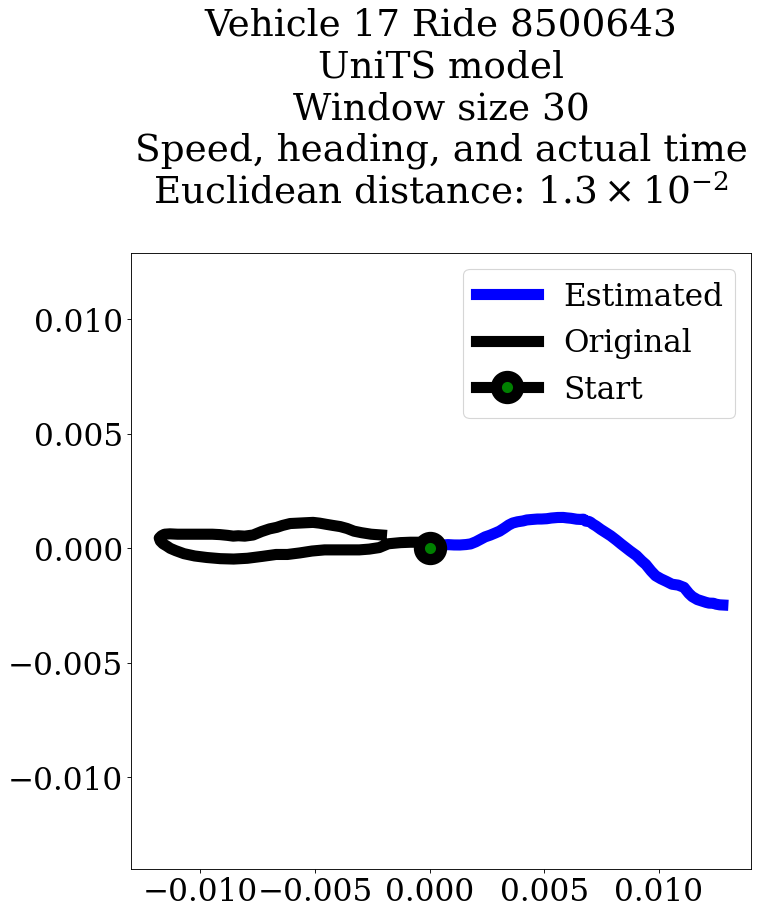 Vehicle 17 Ride 8500643
UniTS model
Window size 30
Speed, heading, and actual time
Euclidean distance: 1.3 × 10⁻²
Estimated
Original
Start
0.010
0.005
0.000
−0.005
−0.010
−0.010 −0.005 0.000 0.005 0.010